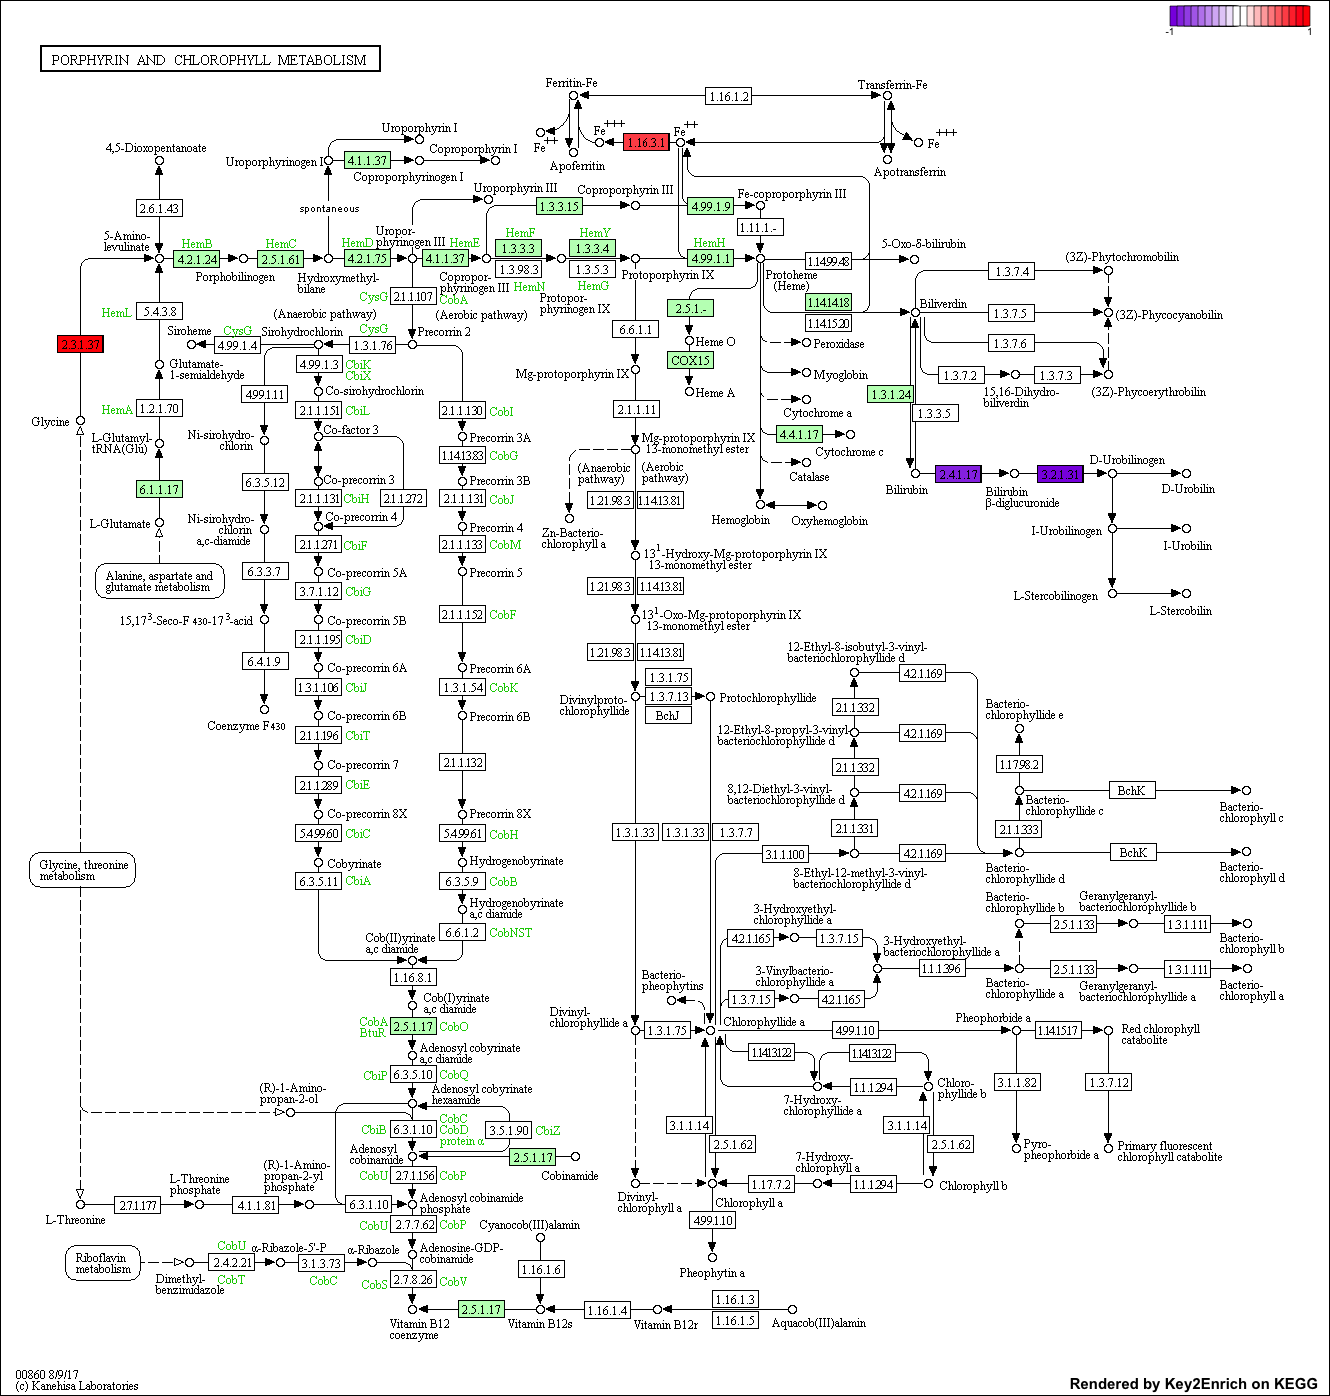 -1
1
PORPHYRIN AND CHLOROPHYLL METABOLISM
Ferritin-Fe
1.16.1.2
Transferrin-Fe
Uroporphyrin I
Fe+++
1.16.3.1
Fe++
Fe++
Fe+++
4,5-Dioxopentanoate
Uroporphyrinogen I
4.1.1.37
Coproporphyrin I
Coproporphyrinogen I
Apoferritin
Apotransferrin
2.6.1.43
spontaneous
Uroporphyrin III
Coproporphyrin III
Fe-coproporphyrin III
1.3.3.15
4.99.1.9
1.11.1.-
5-Amino-
levulinate
HemB
HemC
HemD
Uropor-
phyrinogen III
HemE
HemF
HemY
HemH
4.2.1.24
2.5.1.61
4.2.1.75
4.1.1.37
1.3.3.3
1.3.3.4
4.99.1.1
1.3.98.3
1.3.5.3
HemN
HemG
Porphobilinogen
Hydroxymethyl-
bilane
Copropor-
phyrinogen III
Protopor-
phyrinogen IX
Protoporphyrin IX
Protoheme
(Heme)
1.14.99.48
5-Oxo-δ-bilirubin
1.14.14.18
1.14.15.20
Biliverdin
1.3.7.4
(3Z)-Phytochromobilin
1.3.7.5
(3Z)-Phycocyanobilin
1.3.7.6
1.3.7.2
15,16-Dihydro-
biliverdin
1.3.7.3
(3Z)-Phycoerythrobilin
CysG
2.1.1.107
CobA
(Anaerobic pathway)
(Aerobic pathway)
HemL
5.4.3.8
2.3.1.37
Siroheme
CysG
4.99.1.4
Sirohydrochlorin
CysG
1.3.1.76
Precorrin 2
6.6.1.1
2.5.1.-
Heme O
COX15
Heme A
Peroxidase
Myoglobin
Cytochrome a
4.4.1.17
Cytochrome c
Catalase
1.3.1.24
1.3.3.5
Glutamate-
1-semialdehyde
4.99.1.3
CbiK
CbiX
Co-sirohydrochlorin
4.99.1.11
Mg-protoporphyrin IX
HemA
1.2.1.70
Glycine
L-Glutamyl-
tRNA(Glu)
Ni-sirohydro-
chlorin
2.1.1.151
CbiL
Co-factor 3
2.1.1.130
CobI
Precorrin 3A
1.14.13.83
CobG
2.1.1.11
Mg-protoporphyrin IX
13-monomethyl ester
(Anaerobic
pathway)
(Aerobic
pathway)
6.1.1.17
L-Glutamate
6.3.5.12
Co-precorrin 3
2.1.1.131
CbiH
2.1.1.272
Co-precorrin 4
Precorrin 3B
2.1.1.131
CobJ
Precorrin 4
1.21.98.3
1.14.13.81
Zn-Bacterio-
chlorophyll a
Hemoglobin
Oxyhemoglobin
Bilirubin
2.4.1.17
Bilirubin
β-diglucuronide
3.2.1.31
D-Urobilinogen
D-Urobilin
I-Urobilinogen
I-Urobilin
L-Stercobilinogen
L-Stercobilin
Ni-sirohydro-
chlorin
a,c-diamide
2.1.1.271
CbiF
2.1.1.133
CobM
13¹-Hydroxy-Mg-protoporphyrin IX
13-monomethyl ester
Alanine, aspartate and
glutamate metabolism
6.3.3.7
Co-precorrin 5A
Precorrin 5
3.7.1.12
CbiG
1.21.98.3
1.14.13.81
15,17³-Seco-F 430-17³-acid
Co-precorrin 5B
2.1.1.152
CobF
13¹-Oxo-Mg-protoporphyrin IX
13-monomethyl ester
2.1.1.195
CbiD
1.21.98.3
1.14.13.81
6.4.1.9
Co-precorrin 6A
Precorrin 6A
1.3.1.106
CbiJ
1.3.1.54
CobK
Coenzyme F430
Co-precorrin 6B
Precorrin 6B
Divinylproto-
chlorophyllide
1.3.1.75
1.3.7.13
BchJ
Protochlorophyllide
2.1.1.196
CbiT
Co-precorrin 7
2.1.1.132
2.1.1.289
CbiE
Co-precorrin 8X
Precorrin 8X
12-Ethyl-8-isobutyl-3-vinyl-
bacteriochlorophyllide d
4.2.1.169
2.1.1.332
12-Ethyl-8-propyl-3-vinyl-
bacteriochlorophyllide d
4.2.1.169
2.1.1.332
8,12-Diethyl-3-vinyl-
bacteriochlorophyllide d
4.2.1.169
2.1.1.331
Bacterio-
chlorophyllide e
1.17.98.2
Bacterio-
chlorophyllide c
BchK
Bacterio-
chlorophyll c
2.1.1.333
5.4.99.60
CbiC
5.4.99.61
CobH
1.3.1.33
1.3.1.33
1.3.7.7
Glycine, threonine
metabolism
Cobyrinate
Hydrogenobyrinate
3.1.1.100
8-Ethyl-12-methyl-3-vinyl-
bacteriochlorophyllide d
4.2.1.169
Bacterio-
chlorophyllide d
BchK
Bacterio-
chlorophyll d
6.3.5.11
CbiA
6.3.5.9
CobB
Hydrogenobyrinate
a,c diamide
6.6.1.2
CobNST
Cob(II)yrinate
a,c diamide
3-Hydroxyethyl-
chlorophyllide a
4.2.1.165
1.3.7.15
3-Hydroxyethyl-
bacteriochlorophyllide a
Bacterio-
chlorophyllide b
Geranylgeranyl-
bacteriochlorophyllide b
2.5.1.133
1.3.1.111
Bacterio-
chlorophyll b
1.16.8.1
Bacterio-
pheophytins
3-Vinylbacterio-
chlorophyllide a
1.3.7.15
4.2.1.165
1.1.1.396
Bacterio-
chlorophyllide a
2.5.1.133
Geranylgeranyl-
bacteriochlorophyllide a
1.3.1.111
Bacterio-
chlorophyll a
Cob(I)yrinate
a,c diamide
CobA
BtuR
2.5.1.17
CobO
Divinyl-
chlorophyllide a
1.3.1.75
Chlorophyllide a
4.99.1.10
Pheophorbide a
1.14.15.17
Red chlorophyll
catabolite
Adenosyl cobyrinate
a,c diamide
1.14.13.122
1.14.13.122
CbiP
6.3.5.10
CobQ
7-Hydroxy-
chlorophyllide a
1.1.1.294
Chloro-
phyllide b
3.1.1.82
1.3.7.12
(R)-1-Amino-
propan-2-ol
Adenosyl cobyrinate
hexaamide
CbiB
6.3.1.10
CobC
CobD
protein α
3.5.1.90
CbiZ
3.1.1.14
2.5.1.62
3.1.1.14
2.5.1.62
Pyro-
pheophorbide a
Primary fluorescent
chlorophyll catabolite
Adenosyl
cobinamide
2.5.1.17
Cobinamide
L-Threonine
2.7.1.177
L-Threonine
phosphate
4.1.1.81
(R)-1-Amino-
propan-2-yl
phosphate
6.3.1.10
CobU
2.7.1.156
CobP
Adenosyl cobinamide
phosphate
Divinyl-
chlorophyll a
Chlorophyll a
1.17.7.2
7-Hydroxy-
chlorophyll a
1.1.1.294
Chlorophyll b
CobU
2.7.7.62
CobP
Cyanocob(III)alamin
4.99.1.10
Pheophytin a
Riboflavin
metabolism
Dimethyl-
benzimidazole
CobU
2.4.2.21
CobT
α-Ribazole-5'-P
3.1.3.73
CobC
α-Ribazole
Adenosine-GDP-
cobinamide
CobS
2.7.8.26
CobV
1.16.1.6
Vitamin B12
coenzyme
2.5.1.17
Vitamin B12s
1.16.1.4
Vitamin B12r
1.16.1.3
1.16.1.5
Aquacob(III)alamin
00860 8/9/17
(c) Kanehisa Laboratories
Rendered by Key2Enrich on KEGG